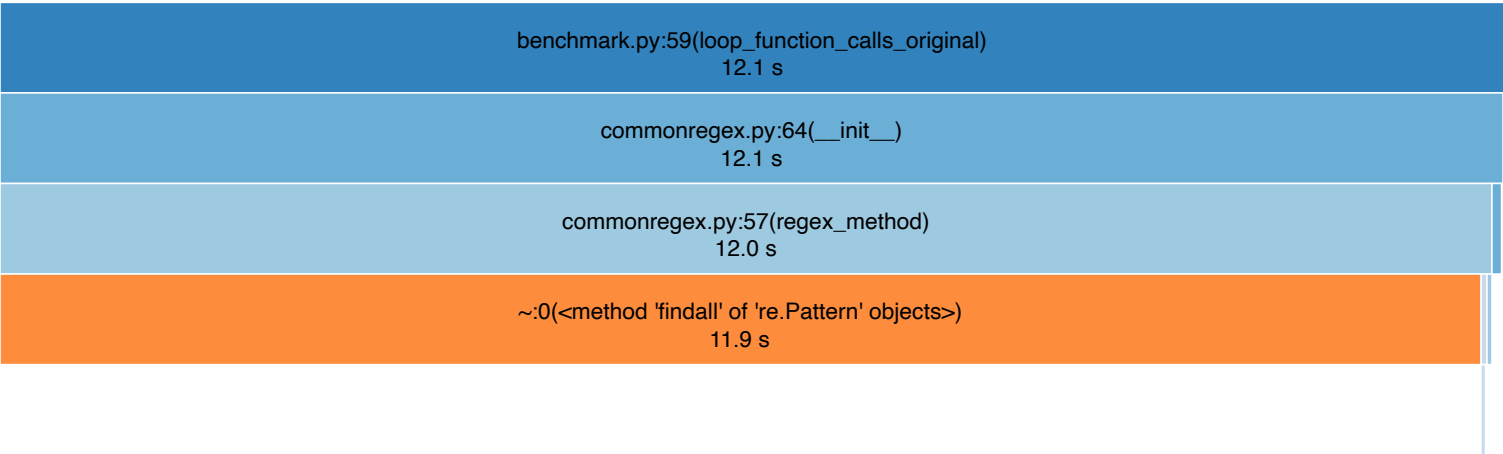 benchmark.py:59(loop_function_calls_original)
12.1 s
commonregex.py:64(__init__)
12.1 s
commonregex.py:57(regex_method)
12.0 s
~:0(<method 'findall' of 're.Pattern' objects>)
11.9 s